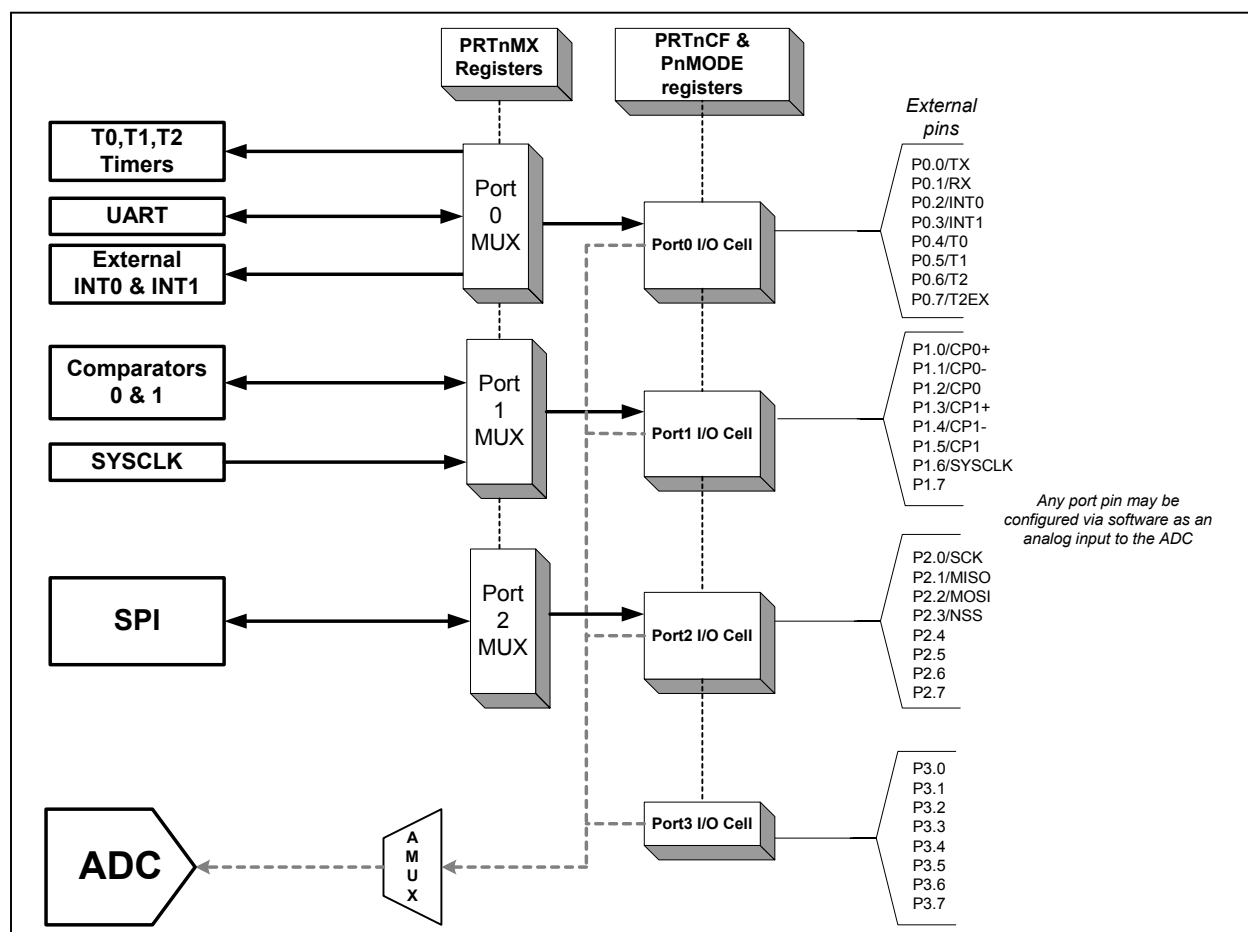 PRTnMX
Registers
PRTnCF &
PnMODE
registers
External
pins
T0,T1,T2
Timers
UART
External
INT0 & INT1
Port
0
MUX
Port0 I/O Cell
P0.0/TX
P0.1/RX
P0.2/INT0
P0.3/INT1
P0.4/T0
P0.5/T1
P0.6/T2
P0.7/T2EX
Comparators
0 & 1
SYSCLK
Port
1
MUX
Port1 I/O Cell
P1.0/CP0+
P1.1/CP0-
P1.2/CP0
P1.3/CP1+
P1.4/CP1-
P1.5/CP1
P1.6/SYSCLK
P1.7
Any port pin may be
configured via software as an
analog input to the ADC
SPI
Port
2
MUX
Port2 I/O Cell
P2.0/SCK
P2.1/MISO
P2.2/MOSI
P2.3/NSS
P2.4
P2.5
P2.6
P2.7
ADC
A
M
U
X
Port3 I/O Cell
P3.0
P3.1
P3.2
P3.3
P3.4
P3.5
P3.6
P3.7